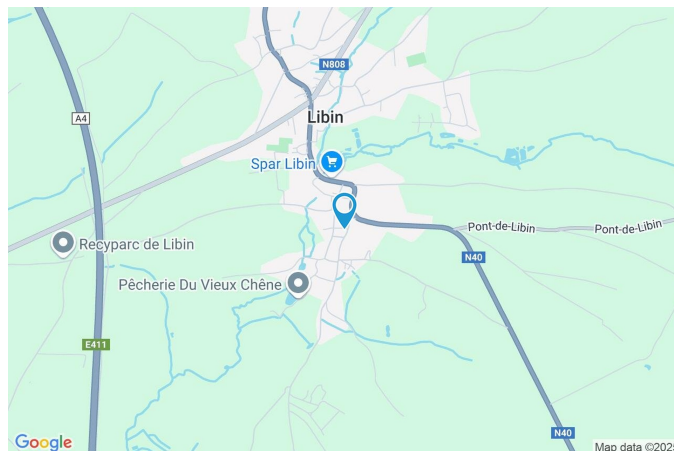 N808
A4
Libin
Spar Libin
Pont-de-Libin
Pont-de-Libin
Recyparc de Libin
N40
Pêcherie Du Vieux Chêne
E411
N40
Google
Map data ©2025